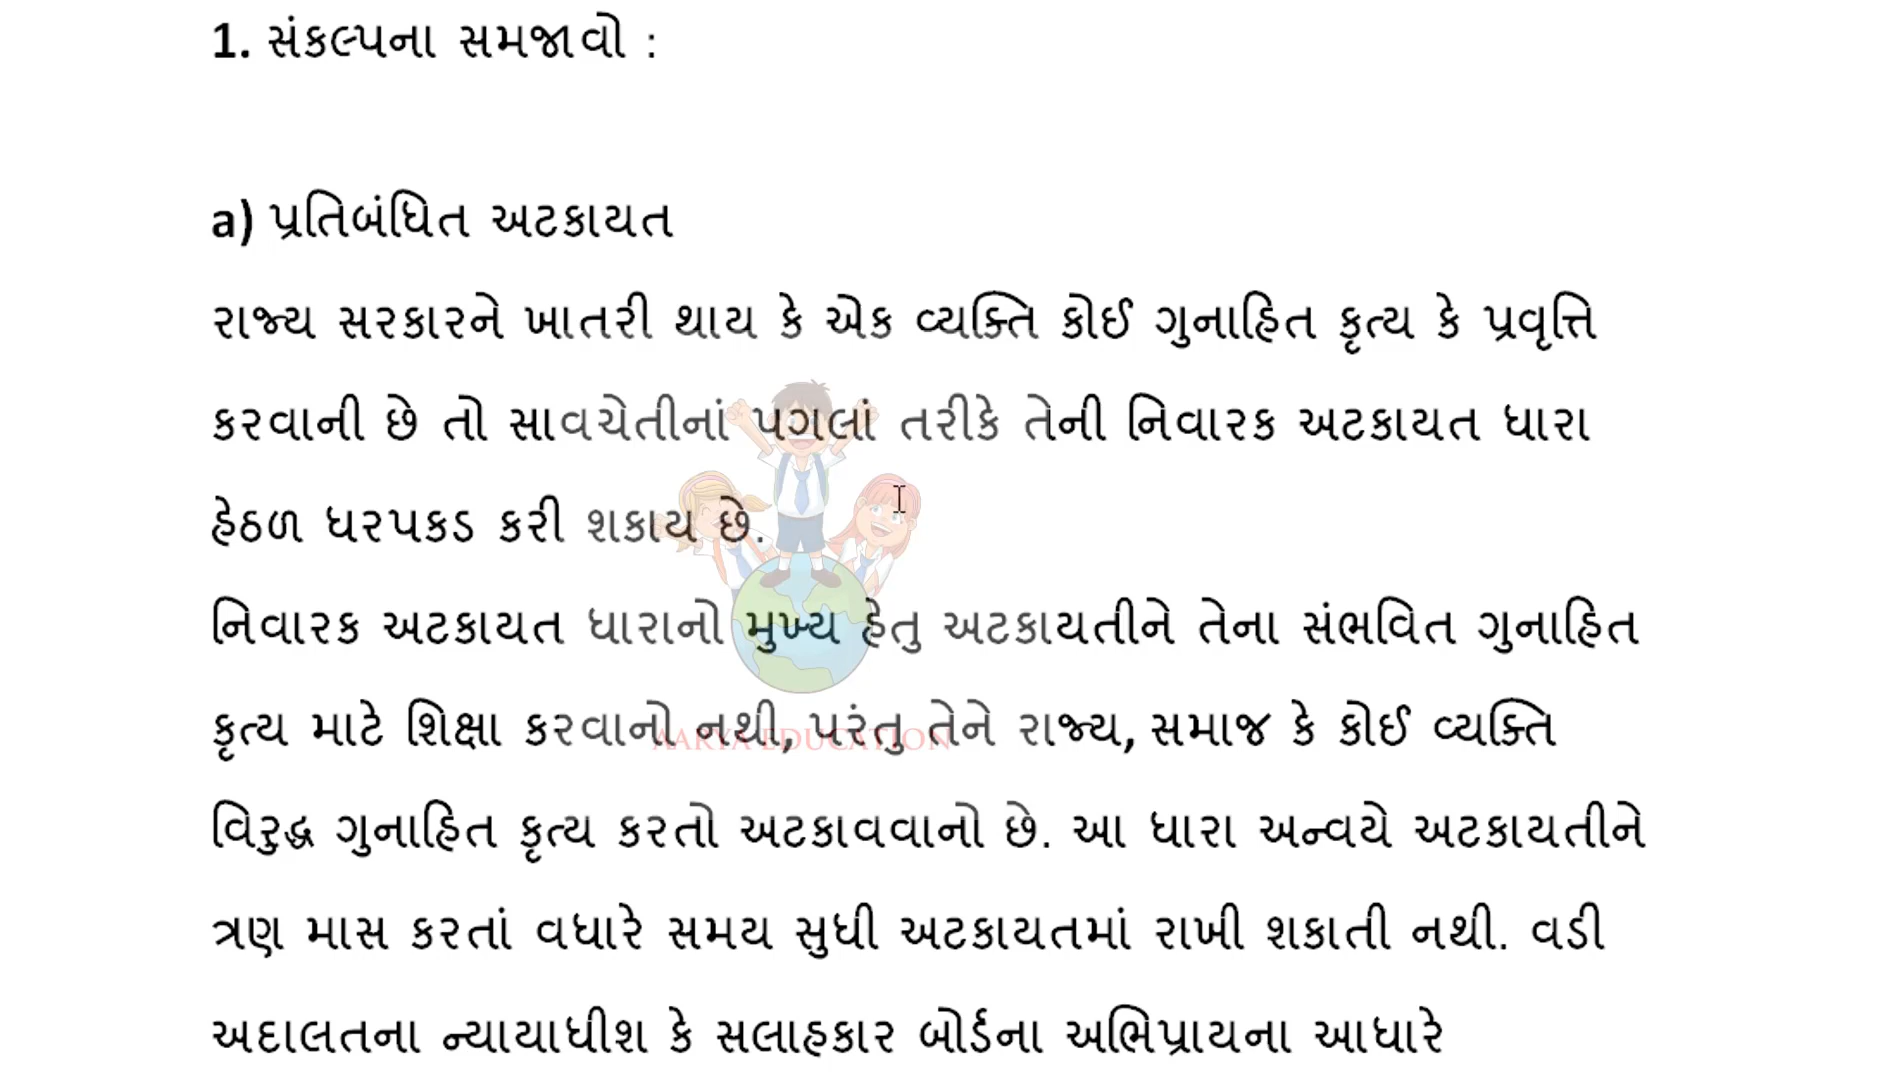 1. સંકલ્પના સમજાવો :
a) પ્રતિબંધિત અટકાયત
રાજ્ય સરકારને ખાતરી થાય કે એક વ્યક્તિ કોઈ ગુનાહિત કૃત્ય કે પ્રવૃત્તિ
કરવાની છે તો સાવચેતીનાં પગલાં તરીકે તેની નિવારક અટકાયત ધારા
હેઠળ ધરપકડ કરી શકાય છે.
નિવારક અટકાયત ધારાનો મુખ્ય હેતુ અટકાયતીને તેના સંભવિત ગુનાહિત
કૃત્ય માટે શિક્ષા કરવાનો નથી, પરંતુ તેને રાજ્ય, સમાજ કે કોઈ વ્યક્તિ
AARYA EDUCATION
વિરુદ્ધ ગુનાહિત કૃત્ય કરતો અટકાવવાનો છે. આ ધારા અન્વયે અટકાયતીને
ત્રણ માસ કરતાં વધારે સમય સુધી અટકાયતમાં રાખી શકાતી નથી. વડી
અદાલતના ન્યાયાધીશ કે સલાહકાર બોર્ડના અભિપ્રાયના આધારે